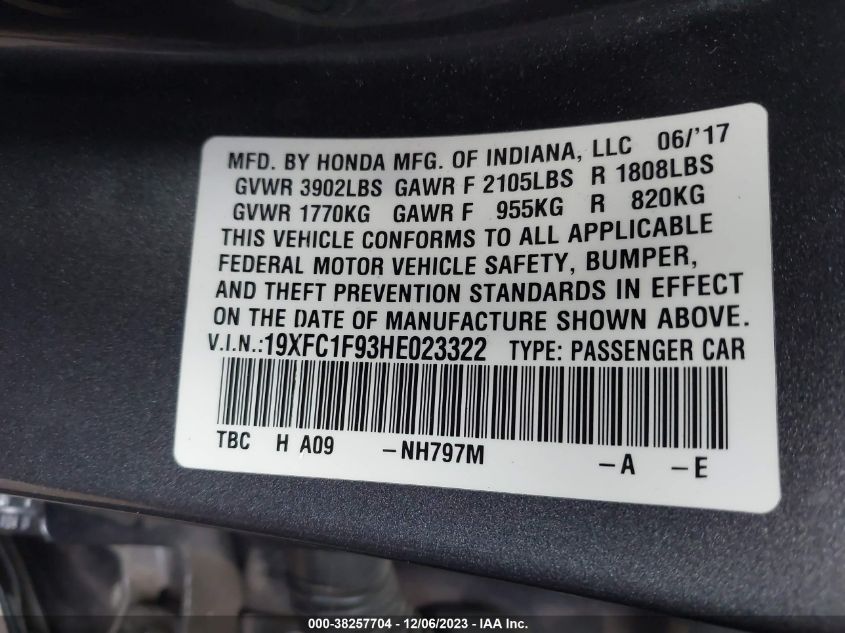 MFD. BY HONDA MFG. OF INDIANA, LLC 06/'17
GVWR 3902LBS GAWR F 2105LBS R 1808LBS
GVWR 1770KG GAWR F 955KG R 820KG
THIS VEHICLE CONFORMS TO ALL APPLICABLE
FEDERAL MOTOR VEHICLE SAFETY, BUMPER,
AND THEFT PREVENTION STANDARDS IN EFFECT
ON THE DATE OF MANUFACTURE SHOWN ABOVE.
V.I.N.:19XFC1F93HE023322 TYPE: PASSENGER CAR
TBC H A09 -NH797M -A -E
000-38257704 - 12/06/2023 - IAA Inc.